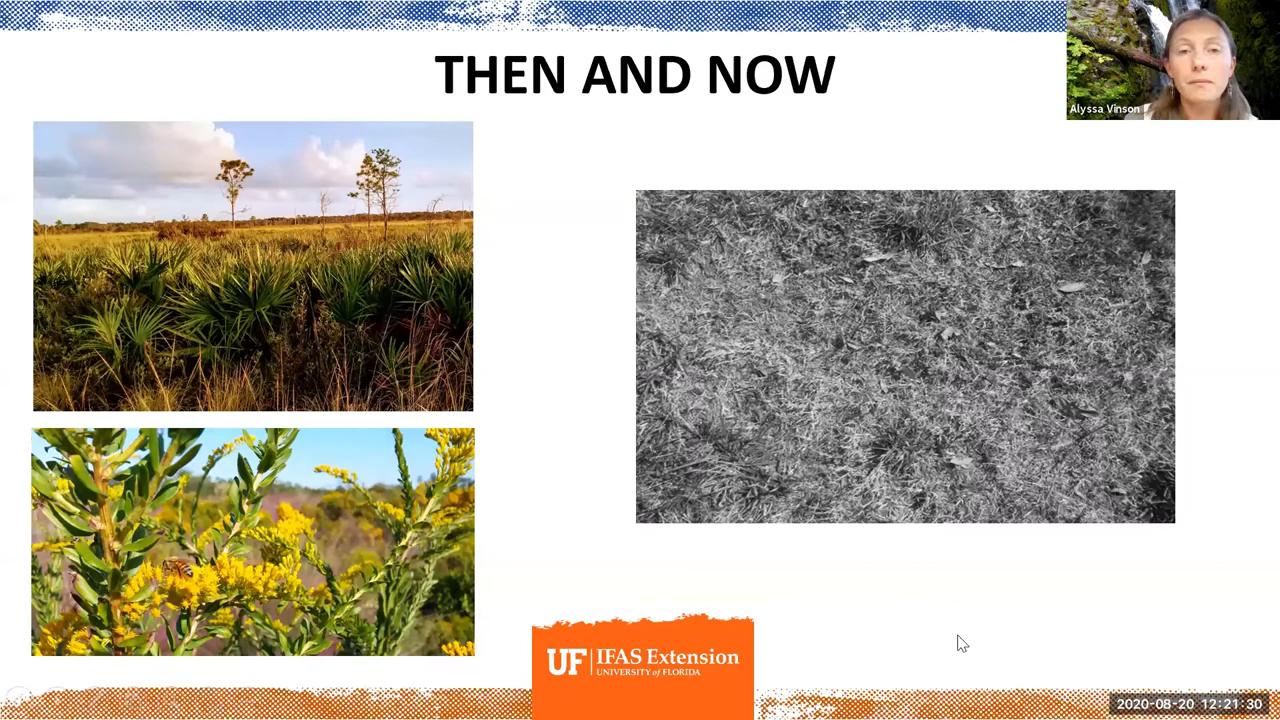 THEN AND NOW
Alyssa Vinson
UF IFAS Extension
UNIVERSITY of FLORIDA
2020-08-20 12:21:30